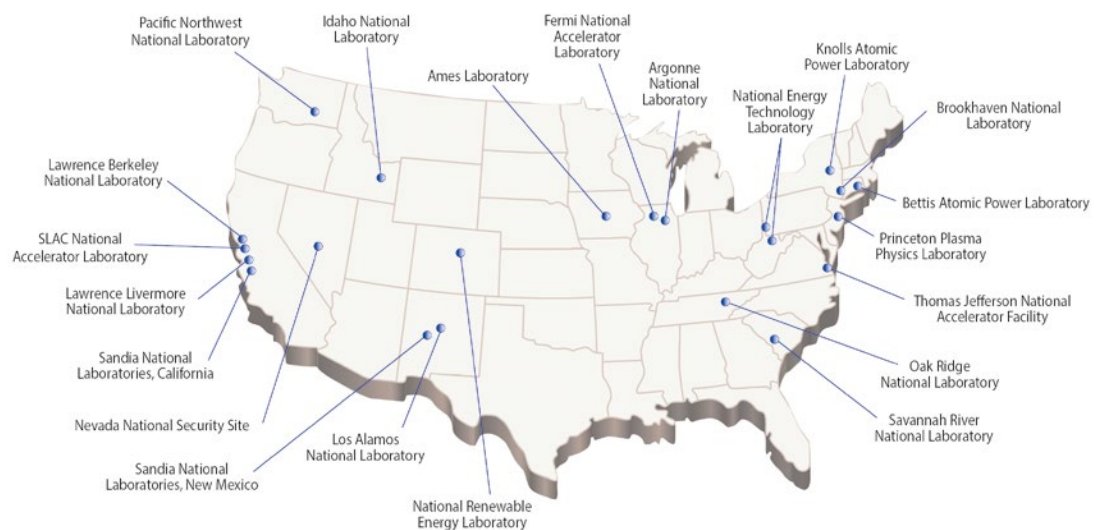 Pacific Northwest
National Laboratory
Idaho National
Laboratory
Ames Laboratory
Fermi National
Accelerator
Laboratory
Argonne
National
Laboratory
National Energy
Technology
Laboratory
Knolls Atomic
Power Laboratory
Brookhaven National
Laboratory
Bettis Atomic Power Laboratory
Princeton Plasma
Physics Laboratory
Thomas Jefferson National
Accelerator Facility
Oak Ridge
National Laboratory
Savannah River
National Laboratory
Lawrence Berkeley
National Laboratory
SLAC National
Accelerator Laboratory
Lawrence Livermore
National Laboratory
Sandia National
Laboratories, California
Nevada National Security Site
Sandia National
Laboratories, New Mexico
Los Alamos
National Laboratory
National Renewable
Energy Laboratory